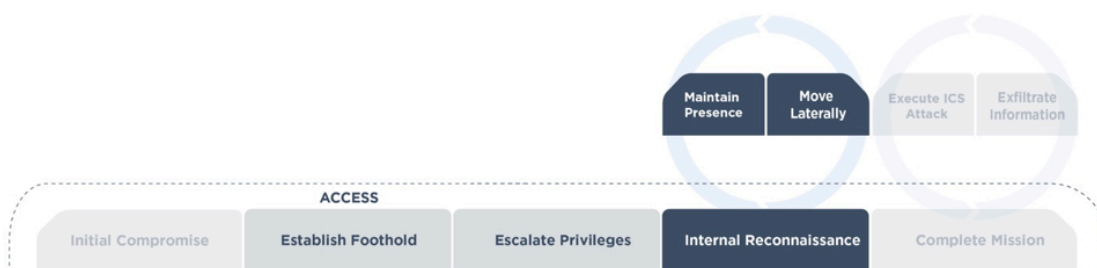 Maintain
Presence
Move
Laterally
Execute ICS
Attack
Exfiltrate
Information
ACCESS
Initial Compromise
Establish Foothold
Escalate Privileges
Internal Reconnaissance
Complete Mission